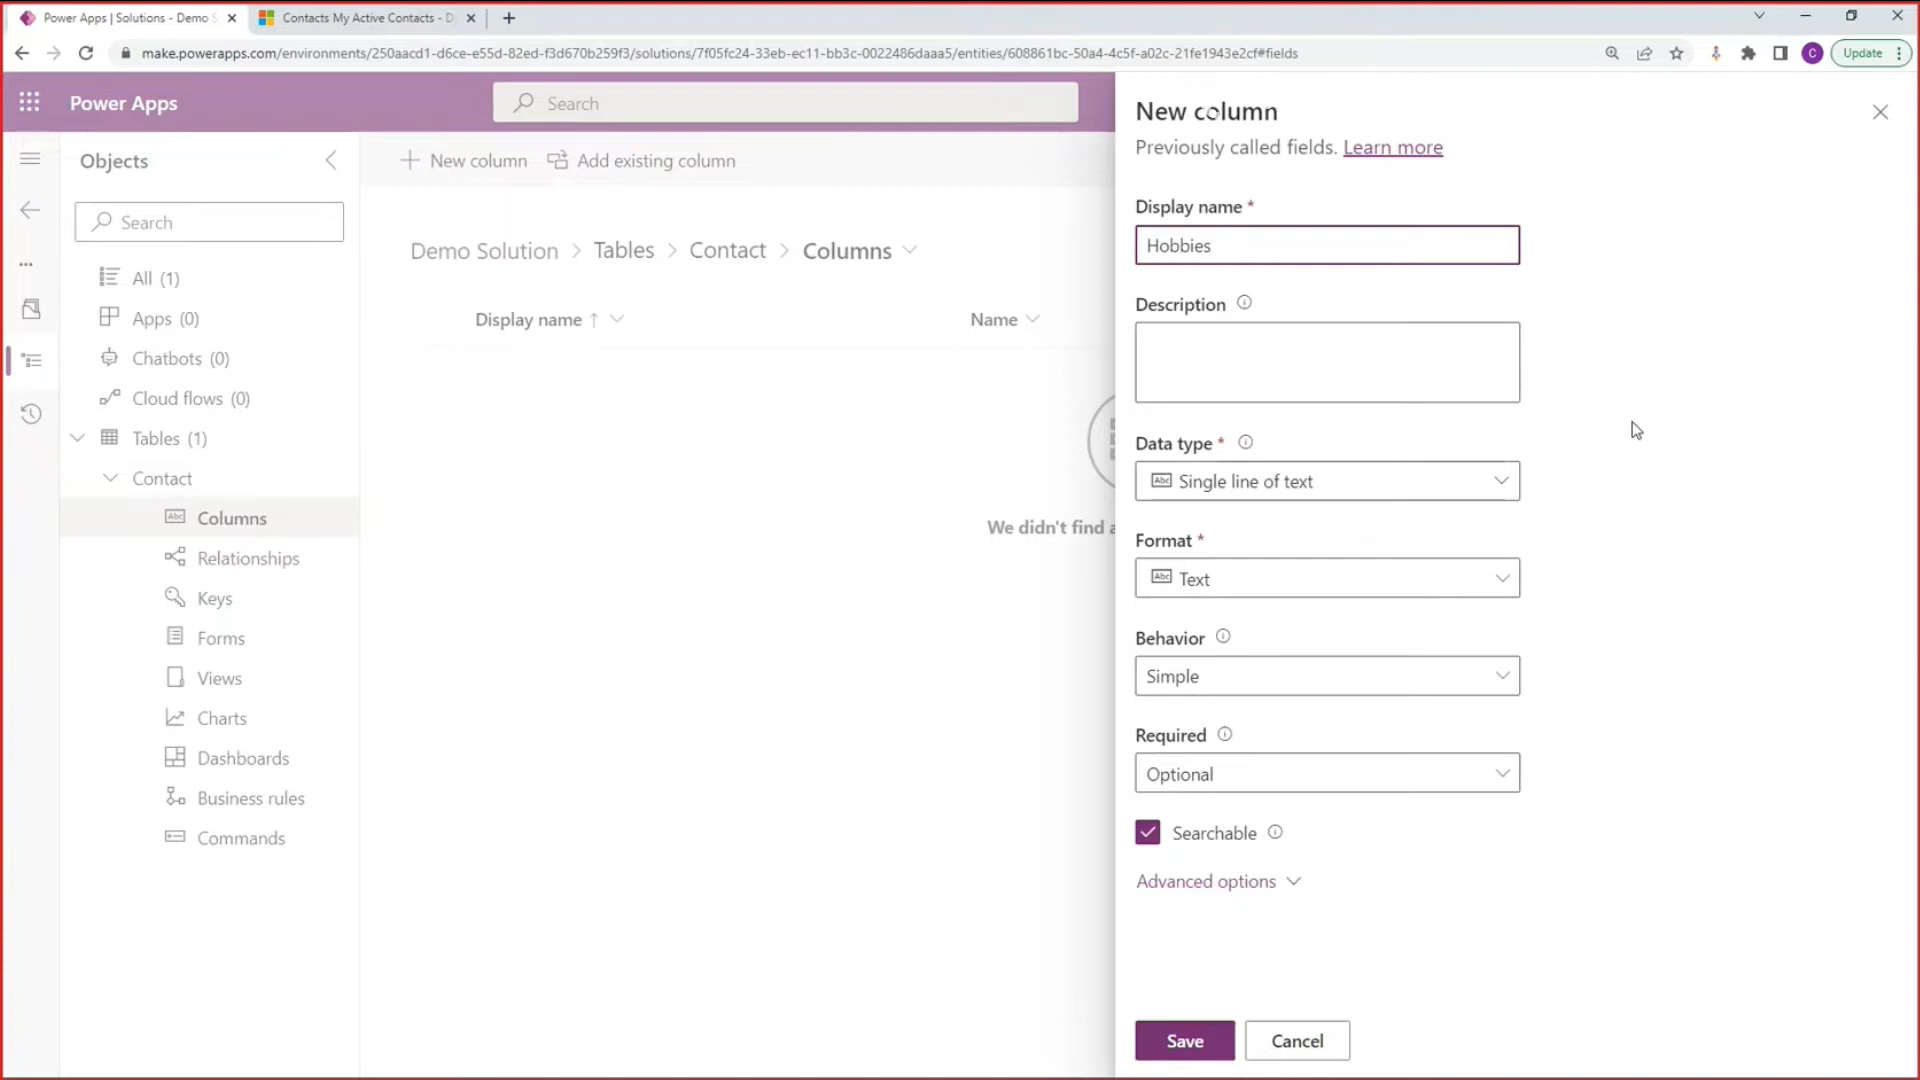 Power Apps | Solutions - Demo S
Contacts My Active Contacts - D
make.powerapps.com/environments/250aacd1-d6ce-e55d-82ed-f3d670b259f3/solutions/7f05fc24-33eb-ec11-bb3c-0022486daaa5/entities/608861bc-50a4-4c5f-a02c-21fe1943e2cf#fields
C
Update
Power Apps
Search
Objects
Search
All (1)
Apps (0)
Chatbots (0)
Cloud flows (0)
Tables (1)
Contact
Abc Columns
Relationships
Keys
Forms
Views
Charts
Dashboards
Business rules
Commands
New column
Add existing column
Demo Solution > Tables > Contact > Columns
Display name ↑
Name
We didn't find a
New column
Previously called fields. Learn more
Display name *
Hobbies
Description
Data type *
Abc Single line of text
Format *
Abc Text
Behavior
Simple
Required
Optional
Searchable
Advanced options
Save
Cancel